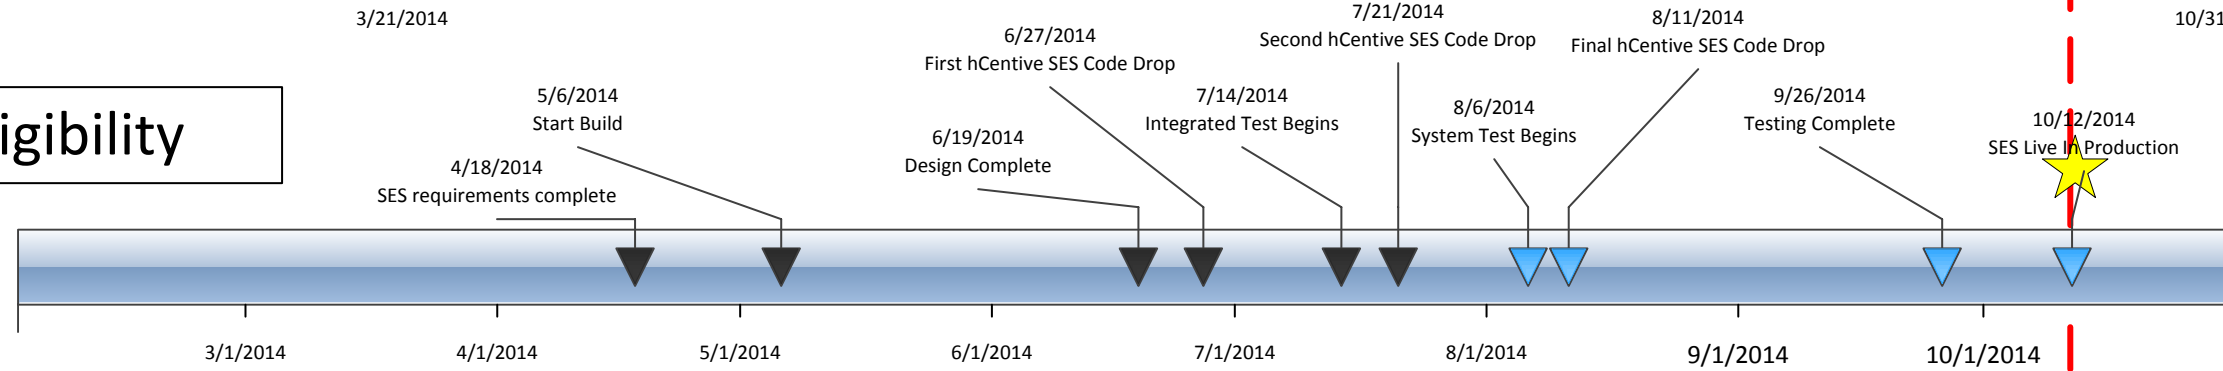 3/21/2014
10/31
7/21/2014
Second hCentive SES Code Drop
8/11/2014
Final hCentive SES Code Drop
6/27/2014
First hCentive SES Code Drop
5/6/2014
Start Build
7/14/2014
Integrated Test Begins
8/6/2014
System Test Begins
9/26/2014
Testing Complete
10/12/2014
SES Live In Production
igibility
6/19/2014
Design Complete
4/18/2014
SES requirements complete
3/1/2014
4/1/2014
5/1/2014
6/1/2014
7/1/2014
8/1/2014
9/1/2014
10/1/2014